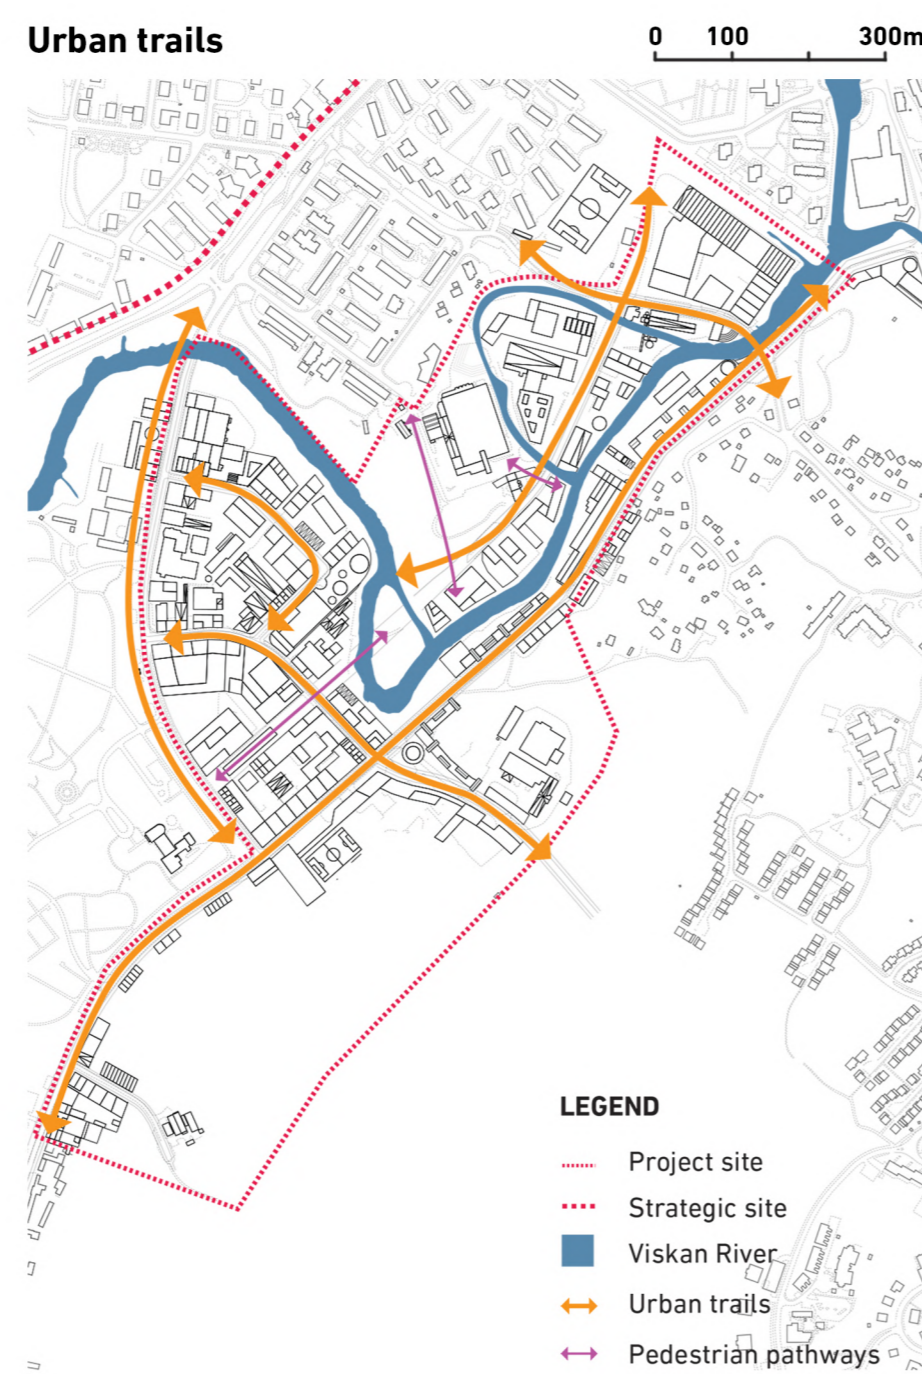 Urban trails
0 100 300m
LEGEND
Project site
Strategic site
Viskan River
Urban trails
Pedestrian pathways